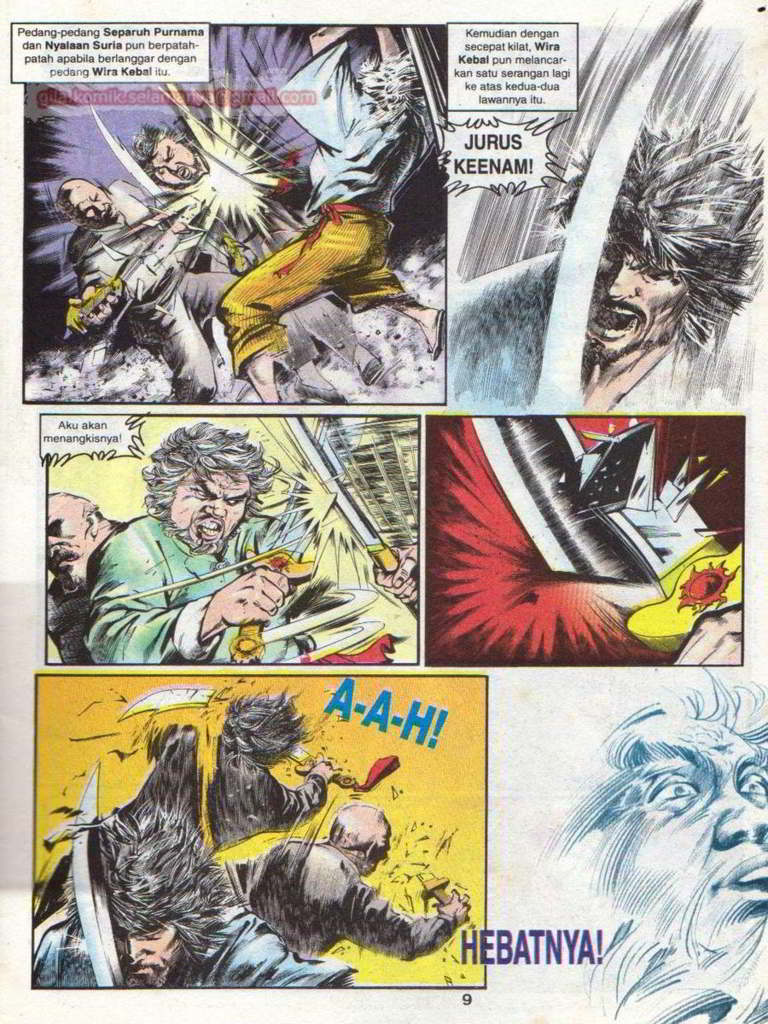 Pedang-pedang Separuh Purnama
dan Nyalaan Suria pun berpatah-
patah apabila berlanggar dengan
pedang Wira Kebal itu.
Kemudian dengan
secepat kilat, Wira
Kebal pun melancar-
kan satu serangan lagi
ke atas kedua-dua
lawannya itu.
JURUS
KEENAM!
Aku akan
menangkisnya!
A-A-H!
HEBATNYA!
9